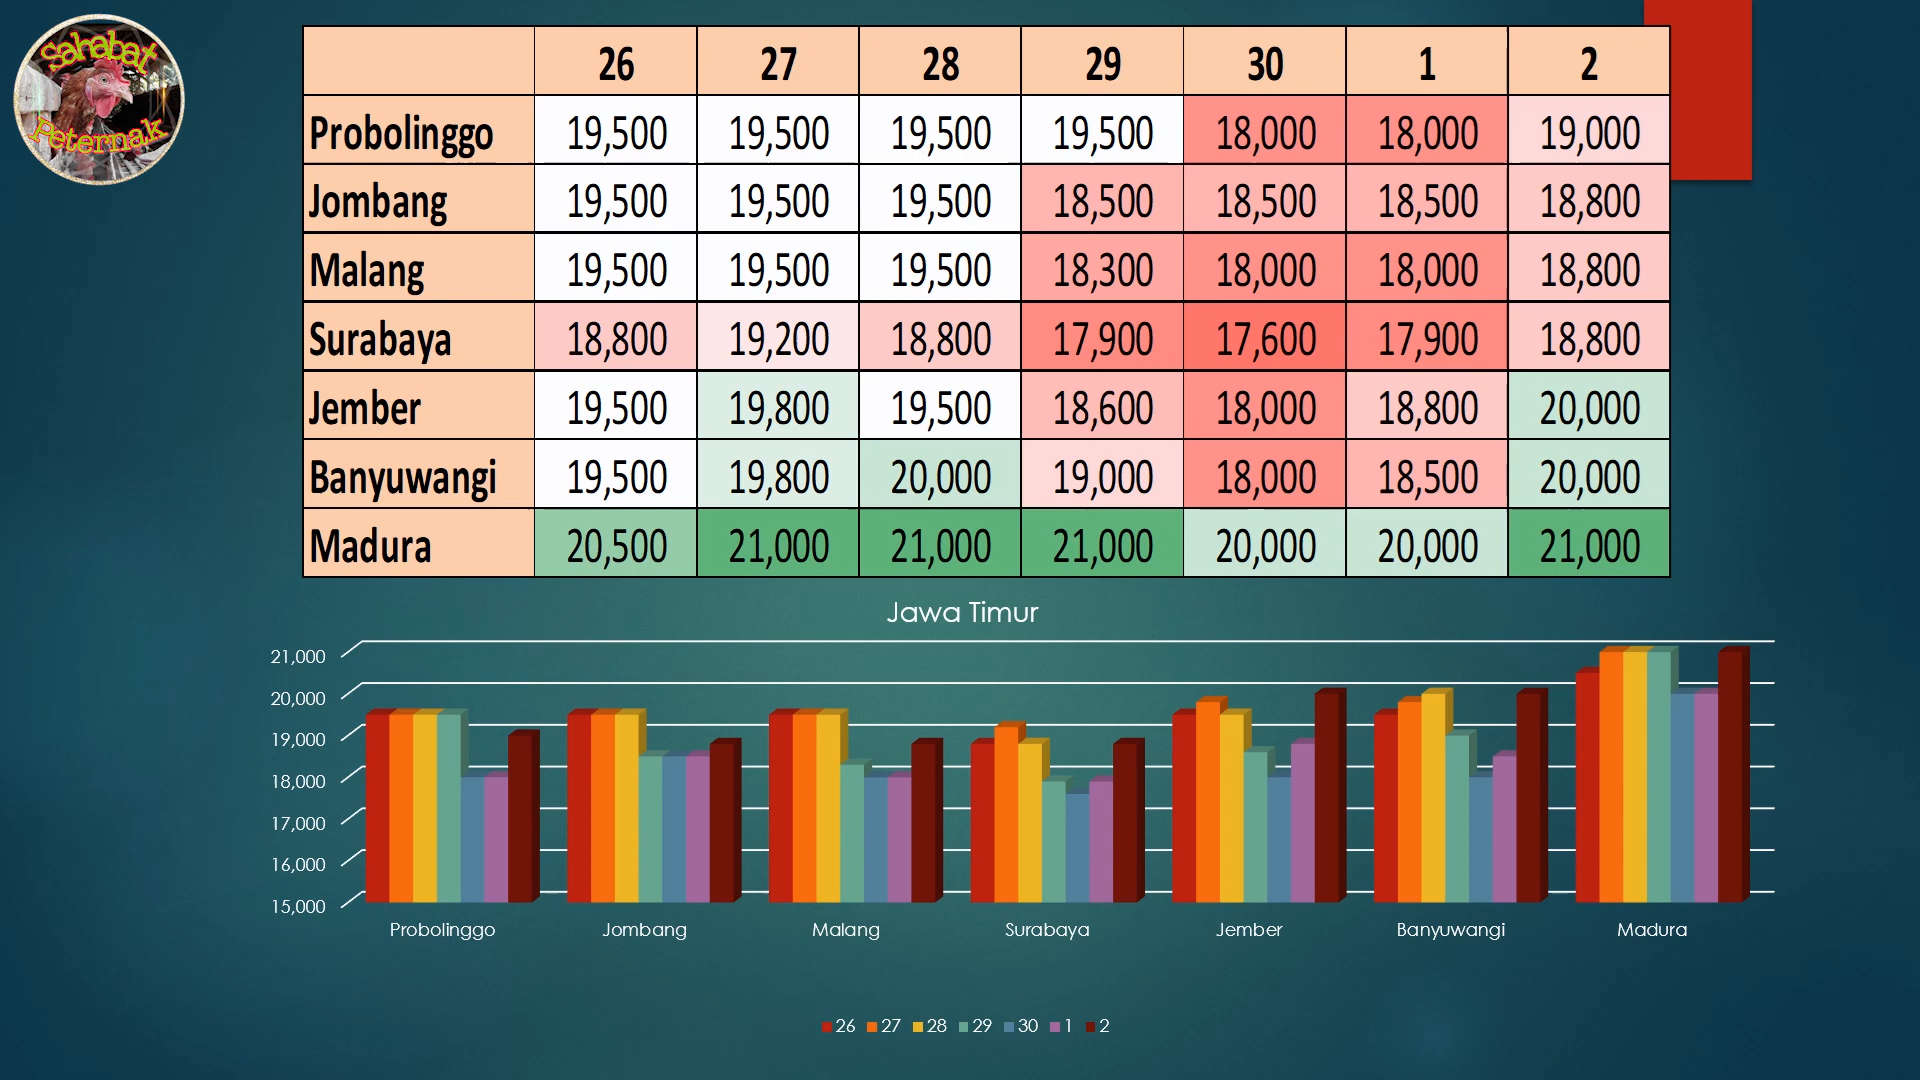 Sahabat
Peternak
26 27 28 29 30 1 2
Probolinggo 19,500 19,500 19,500 19,500 18,000 18,000 19,000
Jombang 19,500 19,500 19,500 18,500 18,500 18,500 18,800
Malang 19,500 19,500 19,500 18,300 18,000 18,000 18,800
Surabaya 18,800 19,200 18,800 17,900 17,600 17,900 18,800
Jember 19,500 19,800 19,500 18,600 18,000 18,800 20,000
Banyuwangi 19,500 19,800 20,000 19,000 18,000 18,500 20,000
Madura 20,500 21,000 21,000 21,000 20,000 20,000 21,000
Jawa Timur
21,000
20,000
19,000
18,000
17,000
16,000
15,000
Probolinggo Jombang Malang Surabaya Jember Banyuwangi Madura
26 27 28 29 30 1 2